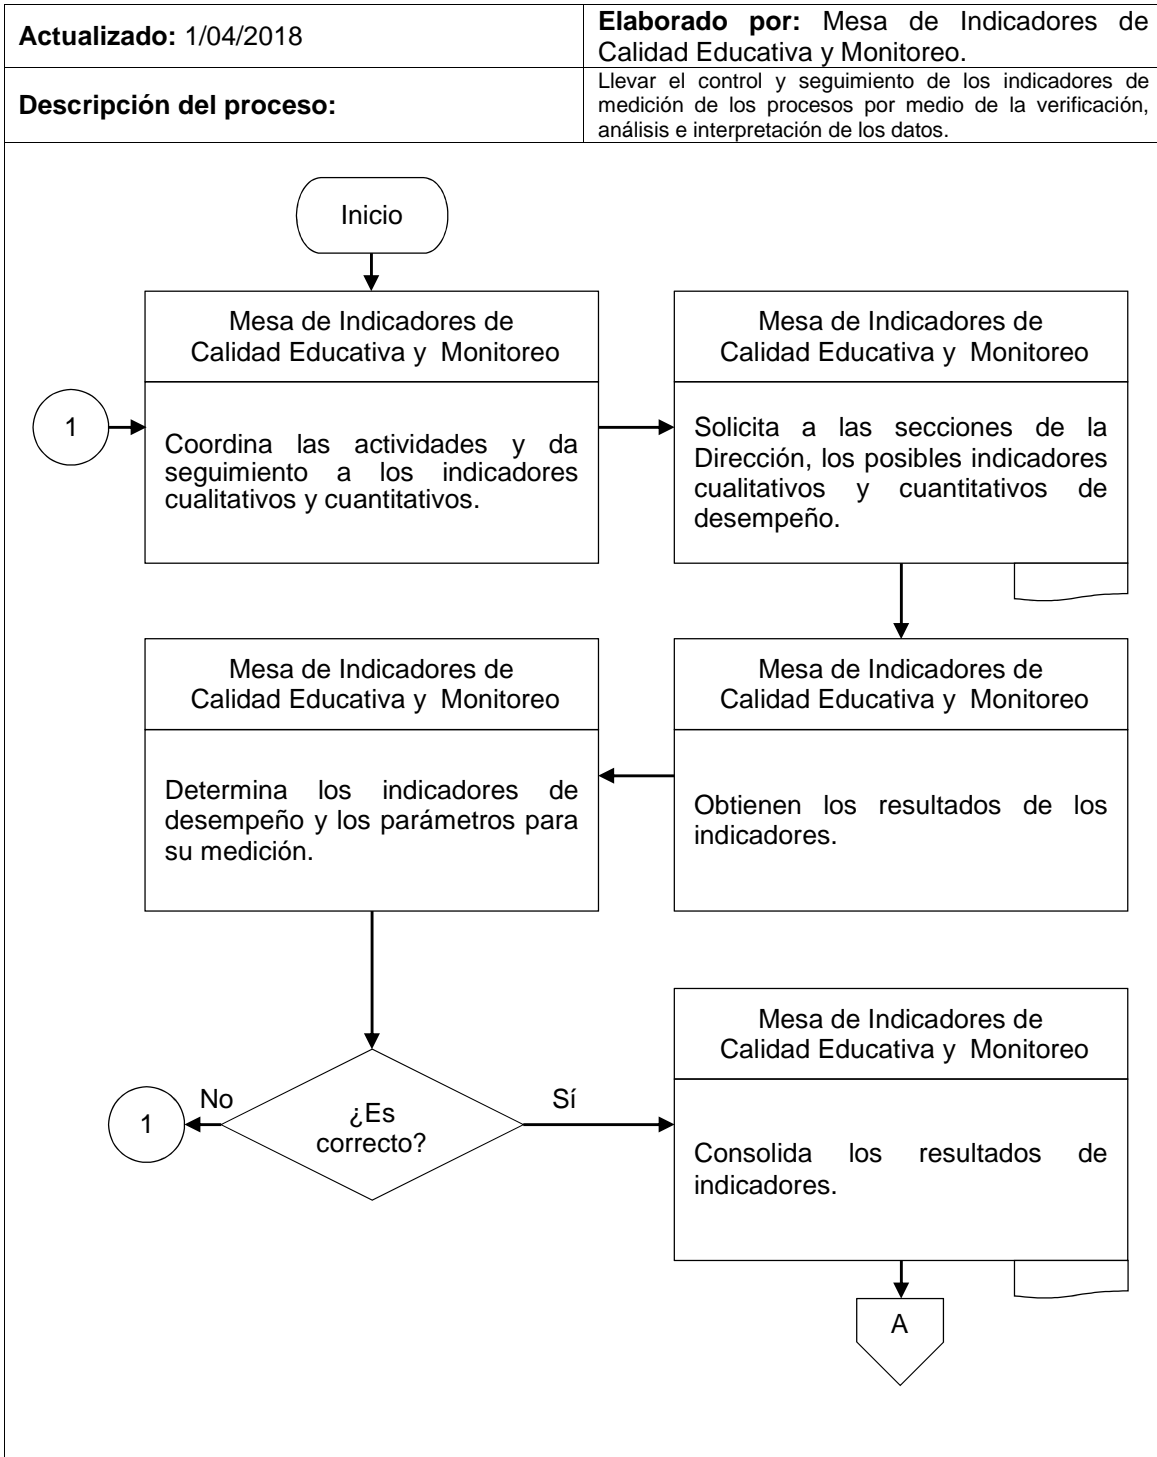 Actualizado: 1/04/2018
Elaborado por: Mesa de Indicadores de
Calidad Educativa y Monitoreo.
Descripción del proceso:
Llevar el control y seguimiento de los indicadores de
medición de los procesos por medio de la verificación,
análisis e interpretación de los datos.
Inicio
Mesa de Indicadores de
Calidad Educativa y Monitoreo
1
Coordina las actividades y da
seguimiento a los indicadores
cualitativos y cuantitativos.
Mesa de Indicadores de
Calidad Educativa y Monitoreo
Solicita a las secciones de la
Dirección, los posibles indicadores
cualitativos y cuantitativos de
desempeño.
Mesa de Indicadores de
Calidad Educativa y Monitoreo
Obtienen los resultados de los
indicadores.
Mesa de Indicadores de
Calidad Educativa y Monitoreo
Determina los indicadores de
desempeño y los parámetros para
su medición.
¿Es
correcto?
No
1
Sí
Mesa de Indicadores de
Calidad Educativa y Monitoreo
Consolida los resultados de
indicadores.
A